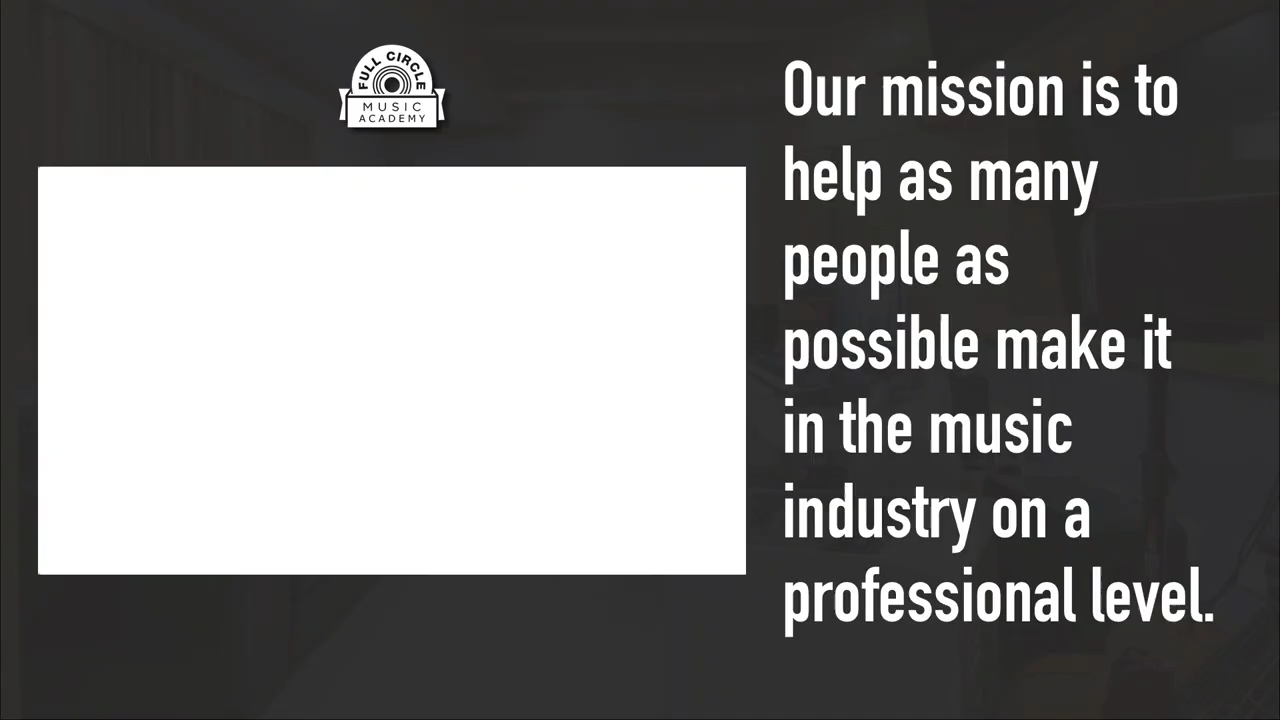 FULL CIRCLE
MUSIC
ACADEMY
Our mission is to
help as many
people as
possible make it
in the music
industry on a
professional level.